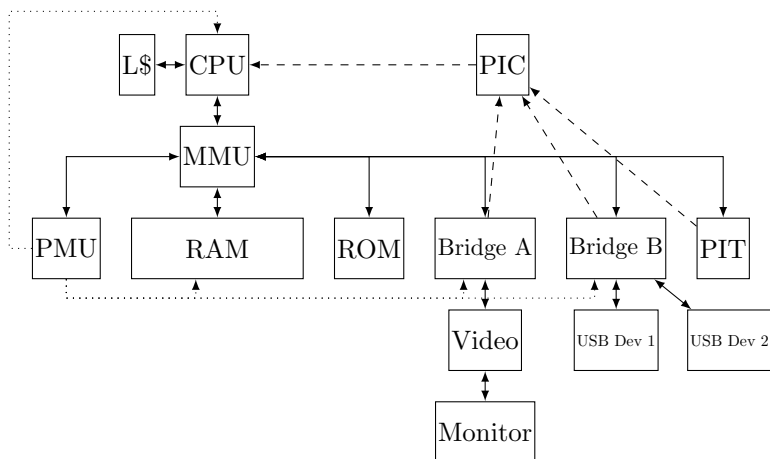 L$
CPU
PIC
MMU
PMU
RAM
ROM
Bridge A
Bridge B
PIT
Video
USB Dev 1
USB Dev 2
Monitor